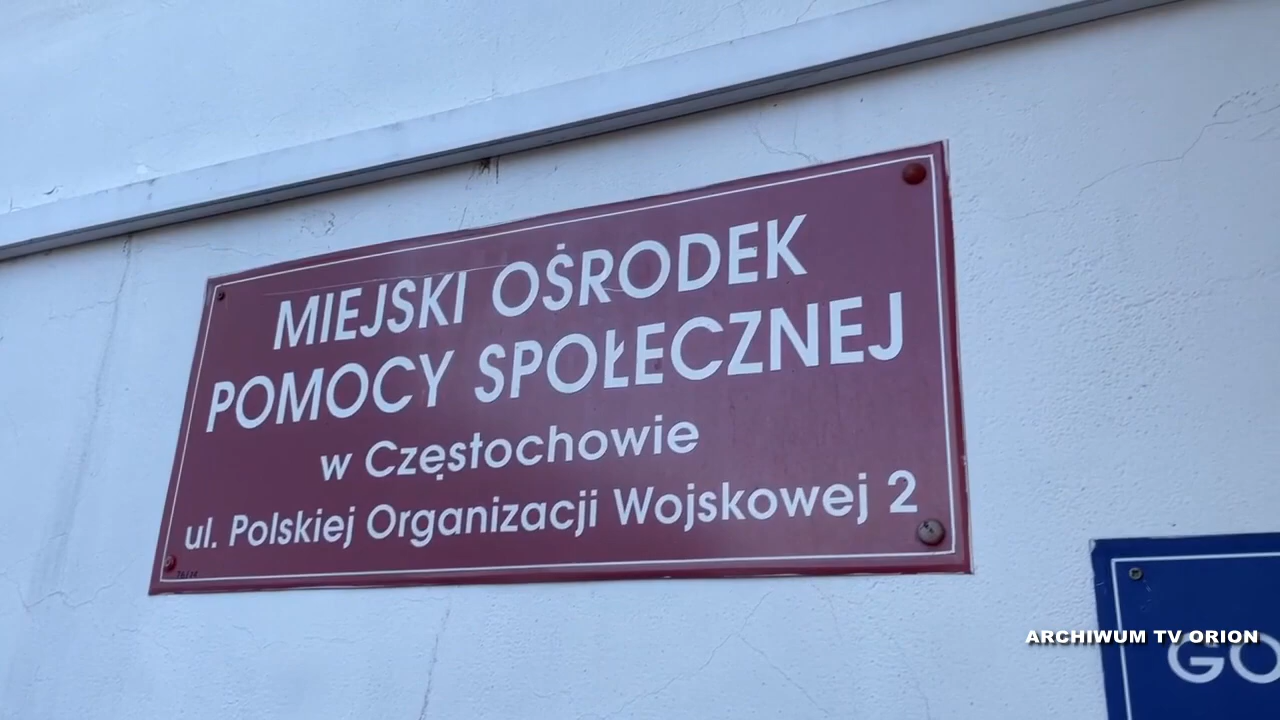 MIEJSKI OŚRODEK
POMOCY SPOŁECZNEJ
w Częstochowie
ul. Polskiej Organizacji Wojskowej 2
ARCHIWUM TV ORION
GO